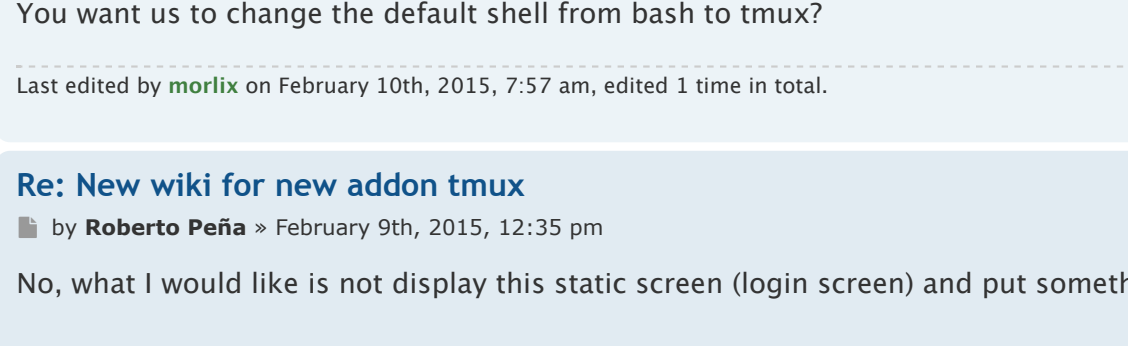 You want us to change the default shell from bash to tmux?
Last edited by morlix on February 10th, 2015, 7:57 am, edited 1 time in total.
Re: New wiki for new addon tmux
by Roberto Peña » February 9th, 2015, 12:35 pm
No, what I would like is not display this static screen (login screen) and put